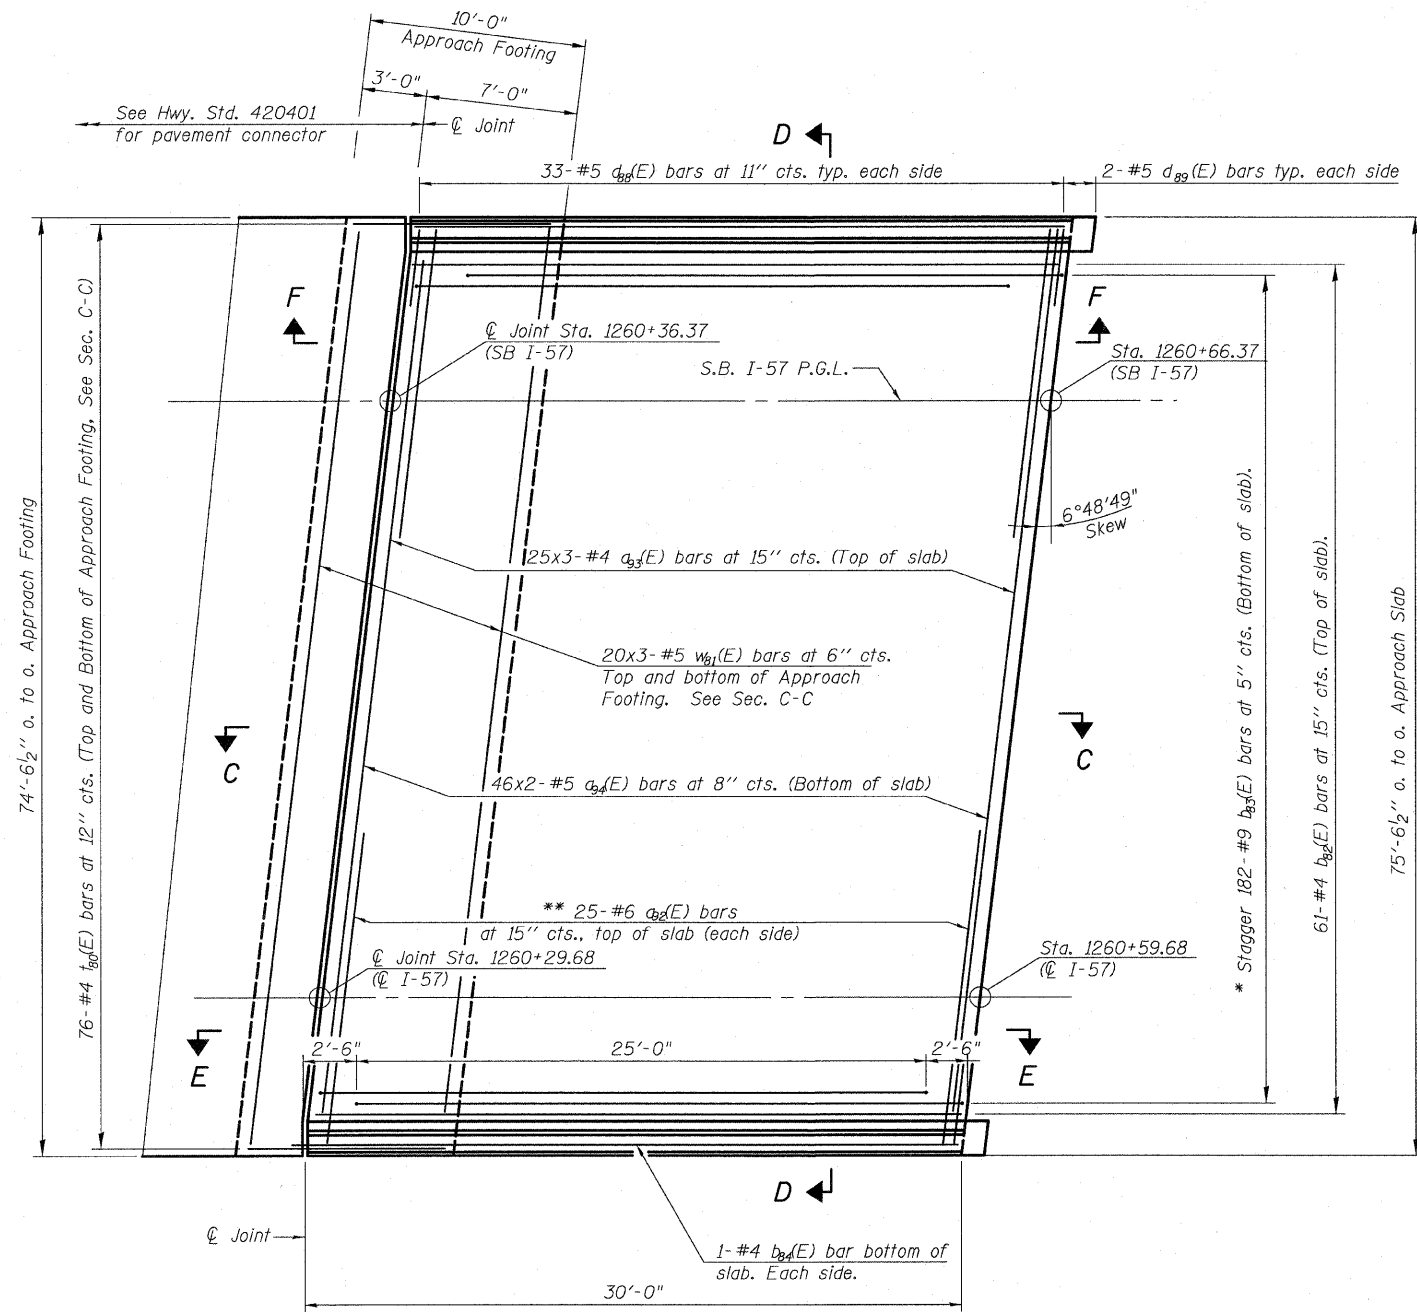 10'-0"
Approach Footing
3'-0"
7'-0"
See Hwy. Std. 420401
for pavement connector
℄ Joint
D
33-#5 d88(E) bars at 11" cts. typ. each side
2-#5 d89(E) bars typ. each side
F
F
℄ Joint Sta. 1260+36.37
(SB I-57)
S.B. I-57 P.G.L.
Sta. 1260+66.37
(SB I-57)
6°48'49"
Skew
74'-6½" o. to o. Approach Footing
76-#4 t80(E) bars at 12" cts. (Top and Bottom of Approach Footing, See Sec. C-C)
25x3-#4 a93(E) bars at 15" cts. (Top of slab)
20x3-#5 w81(E) bars at 6" cts.
Top and bottom of Approach
Footing. See Sec. C-C
C
C
46x2-#5 a94(E) bars at 8" cts. (Bottom of slab)
** 25-#6 a92(E) bars
at 15" cts., top of slab (each side)
* Stagger 182-#9 b83(E) bars at 5" cts. (Bottom of slab).
61-#4 b82(E) bars at 15" cts. (Top of slab).
75'-6½" o. to o. Approach Slab
℄ Joint Sta. 1260+29.68
(℄ I-57)
Sta. 1260+59.68
(℄ I-57)
E
2'-6"
25'-0"
2'-6"
E
D
℄ Joint
1-#4 b84(E) bar bottom of
slab. Each side.
30'-0"